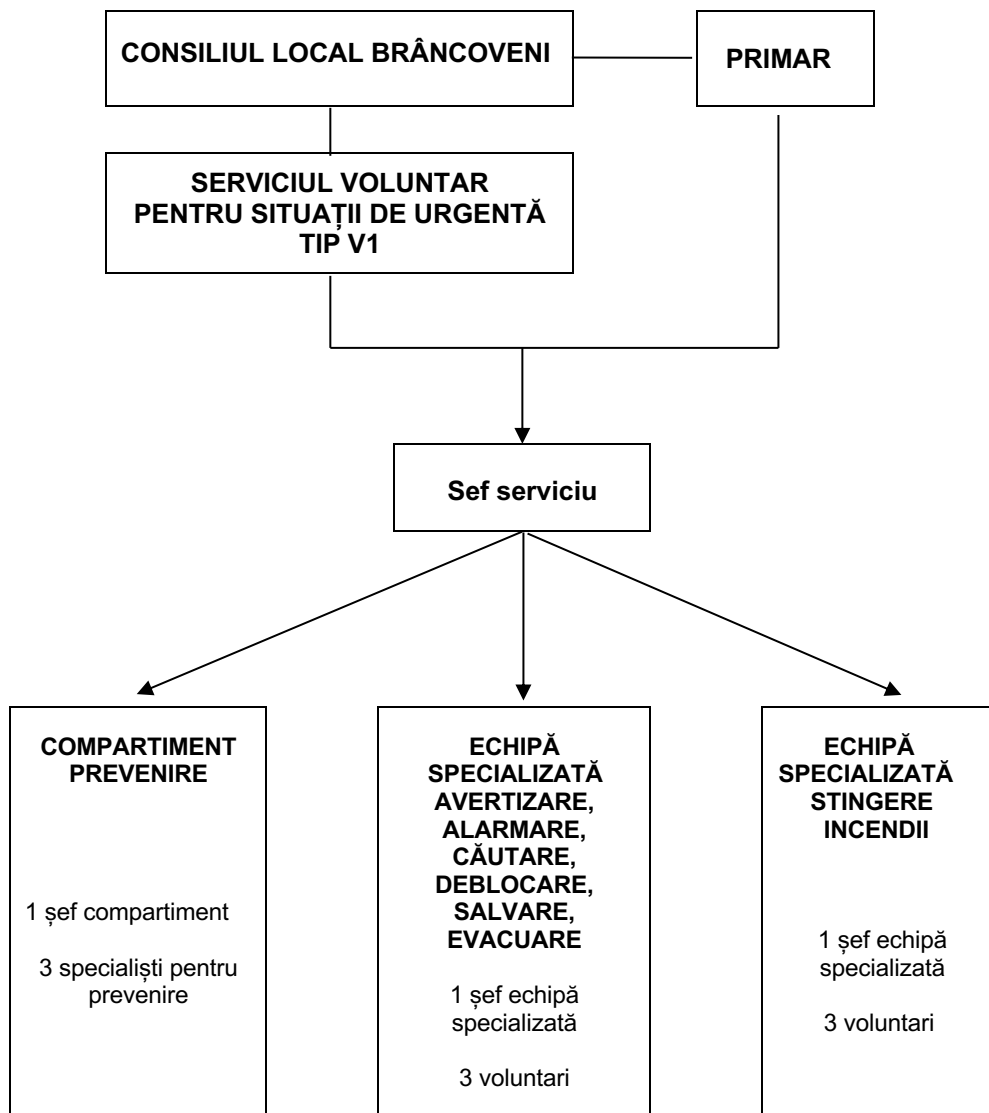 CONSILIUL LOCAL BRÂNCOVENI
PRIMAR
SERVICIUL VOLUNTAR
PENTRU SITUAȚII DE URGENTĂ
TIP V1
Sef serviciu
COMPARTIMENT
PREVENIRE
1 șef compartiment
3 specialiști pentru
prevenire
ECHIPĂ
SPECIALIZATĂ
AVERTIZARE,
ALARMARE,
CĂUTARE,
DEBLOCARE,
SALVARE,
EVACUARE
1 șef echipă
specializată
3 voluntari
ECHIPĂ
SPECIALIZATĂ
STINGERE
INCENDII
1 șef echipă
specializată
3 voluntari